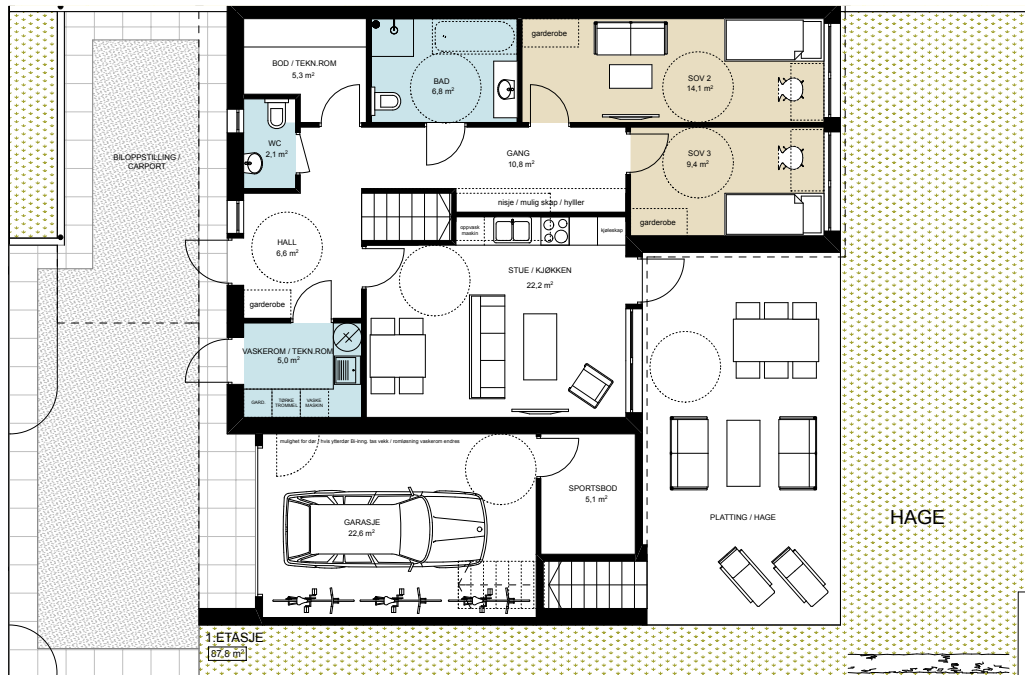 garderobe
BOD / TEKN.ROM
5,3 m²
BAD
6,8 m²
SOV 2
14,1 m²
WC
2,1 m²
GANG
10,8 m²
SOV 3
9,4 m²
BILOPPSTILLING /
CARPORT
nisje / mulig skap / hylller
garderobe
oppvask
maskin
kjøleskap
HALL
6,6 m²
STUE / KJØKKEN
22,2 m²
garderobe
VASKEROM / TEKN.ROM
5,0 m²
GARD.
TØRKE
TROMMEL
VASKE
MASKIN
mulighet for dør / hvis ytterdør Bi-inng. tas vekk / romløsning vaskerom endres
SPORTSBOD
5,1 m²
GARASJE
22,6 m²
PLATTING / HAGE
HAGE
1.ETASJE
87,8 m²